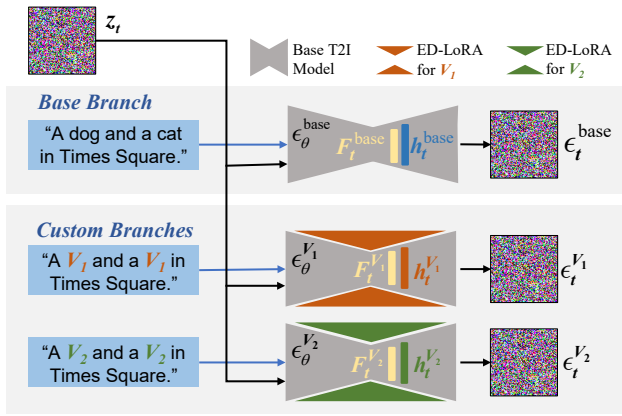 z_t
Base T2I
Model
ED-LoRA
for V_1
ED-LoRA
for V_2
Base Branch
“A dog and a cat
in Times Square.”
ϵ_θ^base
F_t^base
h_t^base
ϵ_t^base
Custom Branches
“A V_1 and a V_1 in
Times Square.”
ϵ_θ^V_1
F_t^V_1
h_t^V_1
ϵ_t^V_1
“A V_2 and a V_2 in
Times Square.”
ϵ_θ^V_2
F_t^V_2
h_t^V_2
ϵ_t^V_2